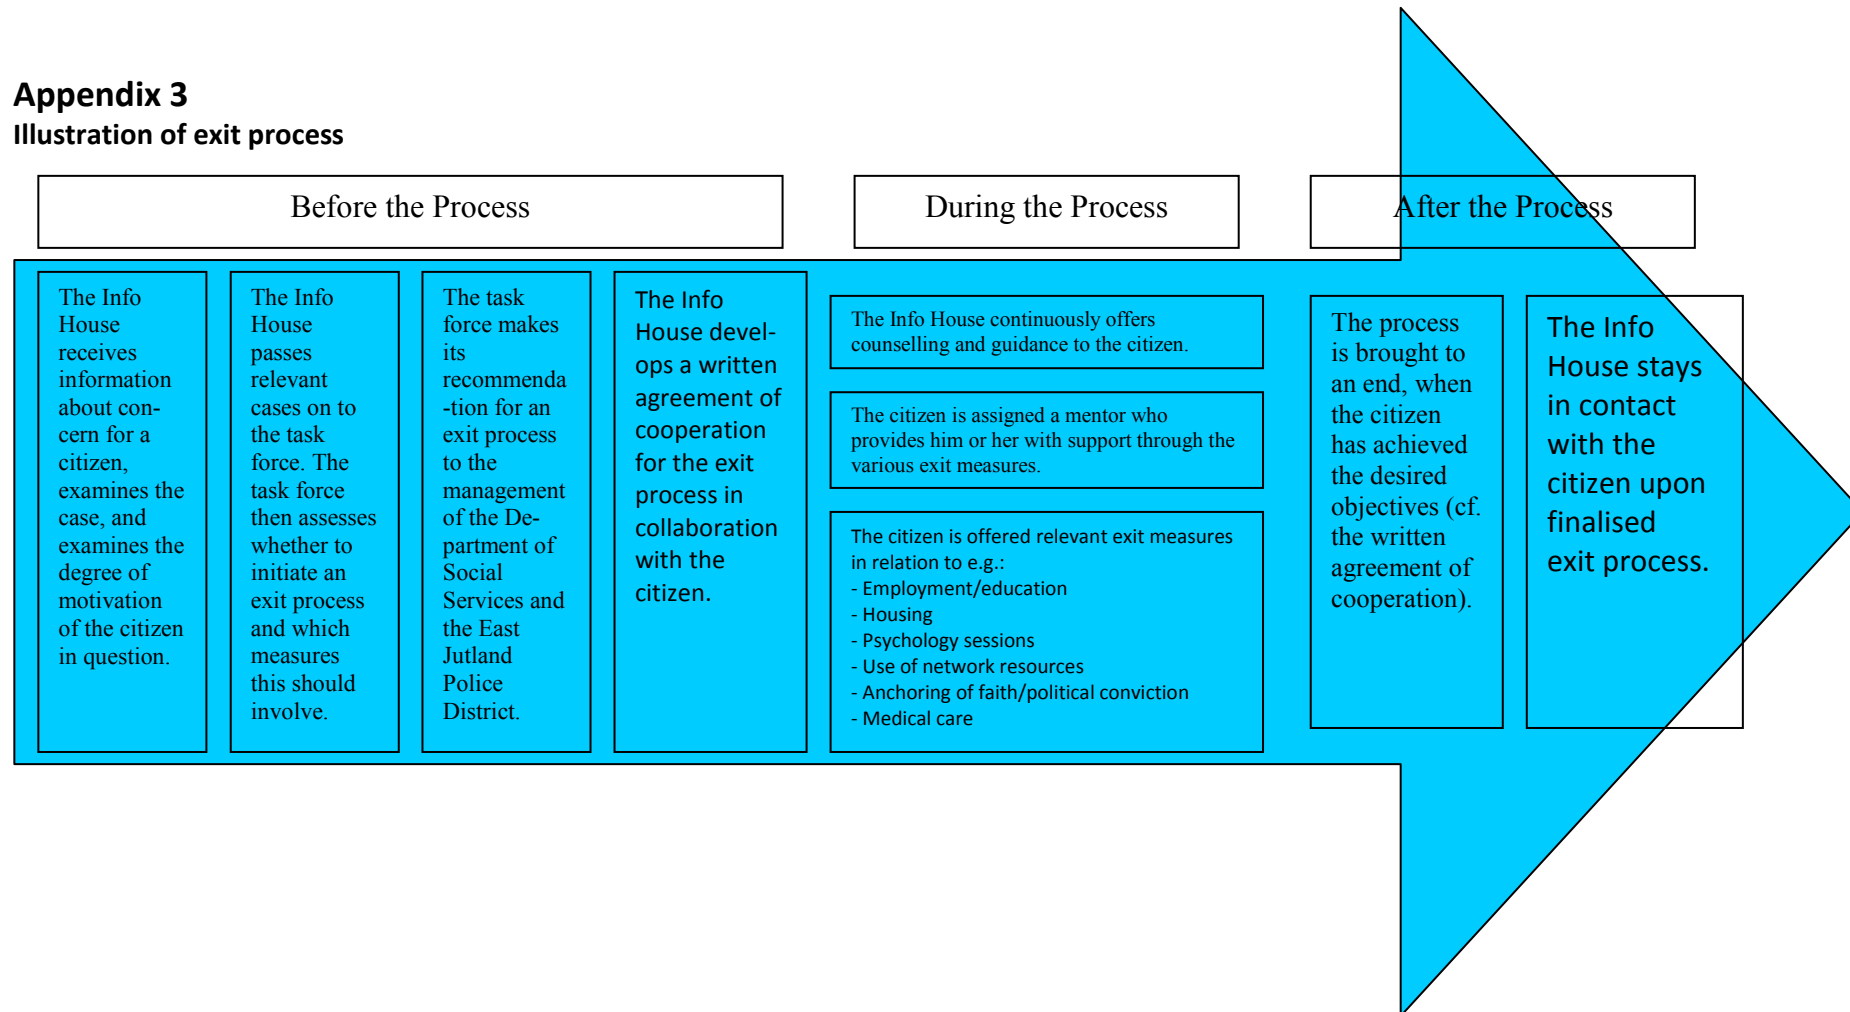 Appendix 3
Illustration of exit process
Before the Process
During the Process
After the Process
The Info
House
receives
information
about con-
cern for a
citizen,
examines the
case, and
examines the
degree of
motivation
of the citizen
in question.
The Info
House
passes
relevant
cases on to
the task
force. The
task force
then assesses
whether to
initiate an
exit process
and which
measures
this should
involve.
The task
force makes
its
recommenda
-tion for an
exit process
to the
management
of the De-
partment of
Social
Services and
the East
Jutland
Police
District.
The Info
House devel-
ops a written
agreement of
cooperation
for the exit
process in
collaboration
with the
citizen.
The Info House continuously offers
counselling and guidance to the citizen.
The citizen is assigned a mentor who
provides him or her with support through the
various exit measures.
The citizen is offered relevant exit measures
in relation to e.g.:
- Employment/education
- Housing
- Psychology sessions
- Use of network resources
- Anchoring of faith/political conviction
- Medical care
The process
is brought to
an end, when
the citizen
has achieved
the desired
objectives (cf.
the written
agreement of
cooperation).
The Info
House stays
in contact
with the
citizen upon
finalised
exit process.